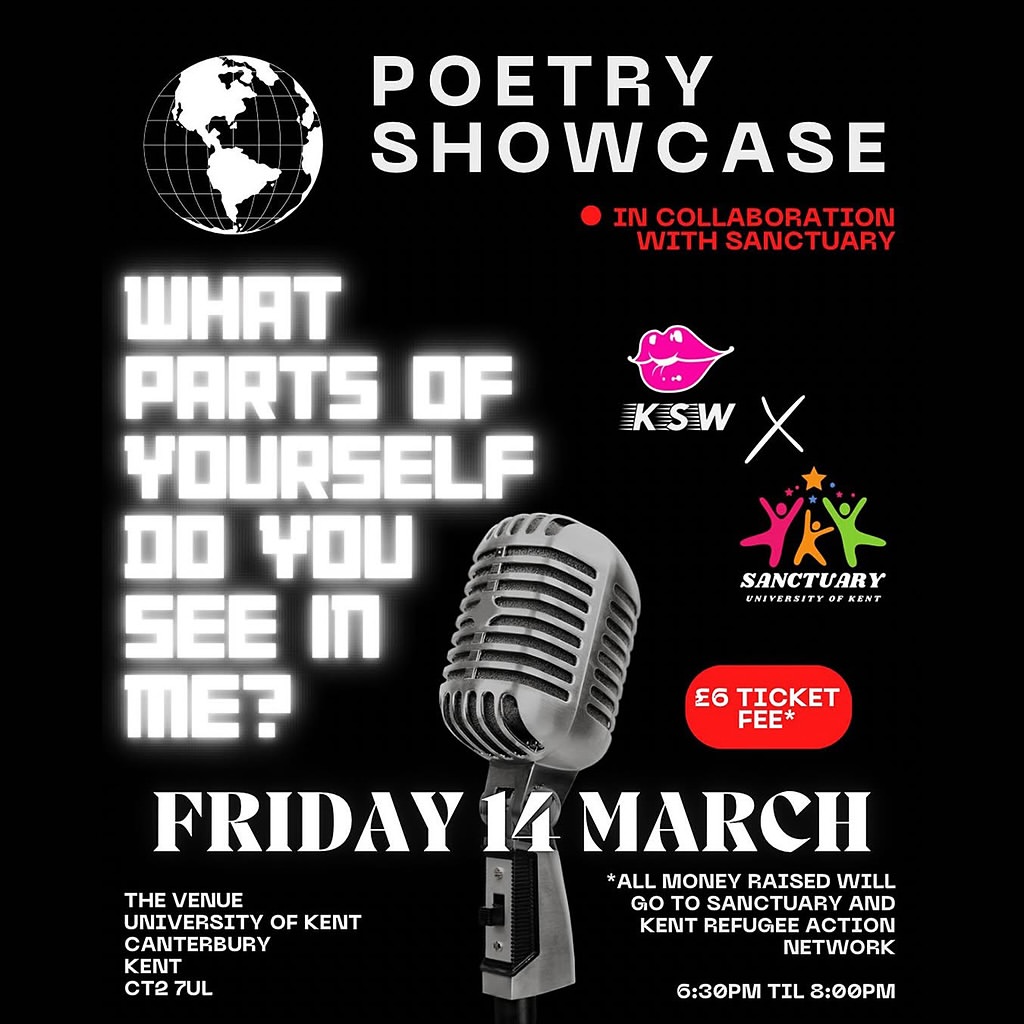 POETRY
SHOWCASE
IN COLLABORATION
WITH SANCTUARY
WHAT
PARTS OF
YOURSELF
DO YOU
SEE IN
ME?
KSW
X
SANCTUARY
UNIVERSITY OF KENT
£6 TICKET
FEE*
FRIDAY 14 MARCH
THE VENUE
UNIVERSITY OF KENT
CANTERBURY
KENT
CT2 7UL
*ALL MONEY RAISED WILL
GO TO SANCTUARY AND
KENT REFUGEE ACTION
NETWORK
6:30PM TIL 8:00PM